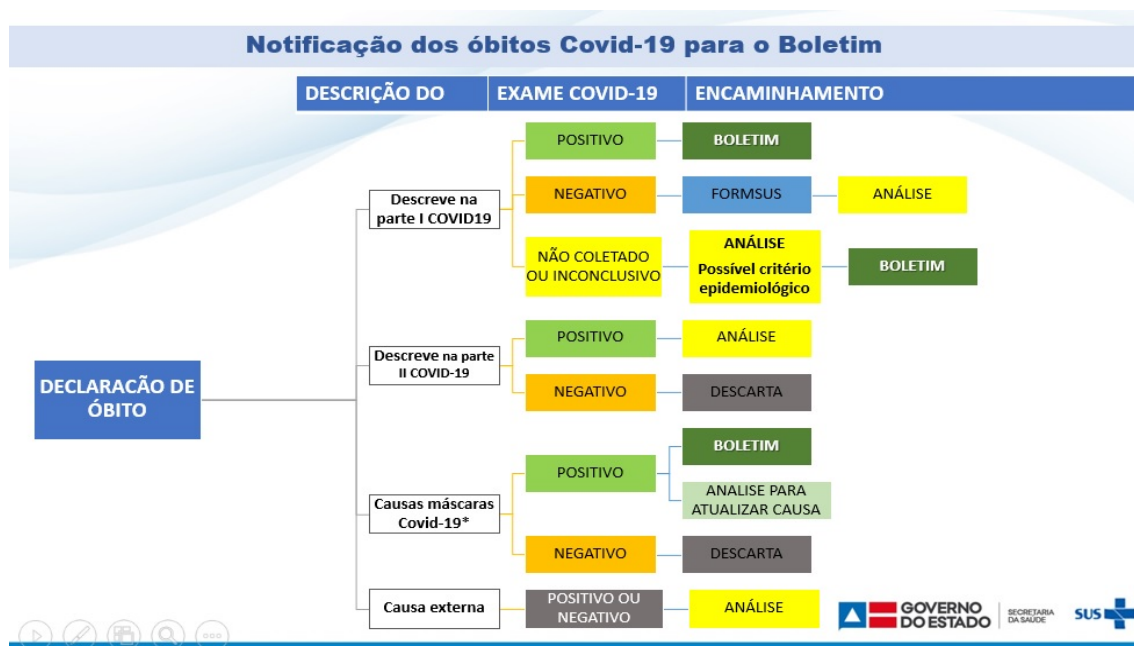 Notificação dos óbitos Covid-19 para o Boletim
DESCRIÇÃO DO
EXAME COVID-19
ENCAMINHAMENTO
DECLARACÃO DE
ÓBITO
Descreve na
parte I COVID19
POSITIVO
BOLETIM
NEGATIVO
FORMSUS
ANÁLISE
NÃO COLETADO
OU INCONCLUSIVO
ANÁLISE
Possível critério
epidemiológico
BOLETIM
Descreve na parte
II COVID-19
POSITIVO
ANÁLISE
NEGATIVO
DESCARTA
Causas máscaras
Covid-19*
POSITIVO
BOLETIM
ANALISE PARA
ATUALIZAR CAUSA
NEGATIVO
DESCARTA
Causa externa
POSITIVO OU
NEGATIVO
ANÁLISE
GOVERNO
DO ESTADO
SECRETARIA
DA SAÚDE
SUS